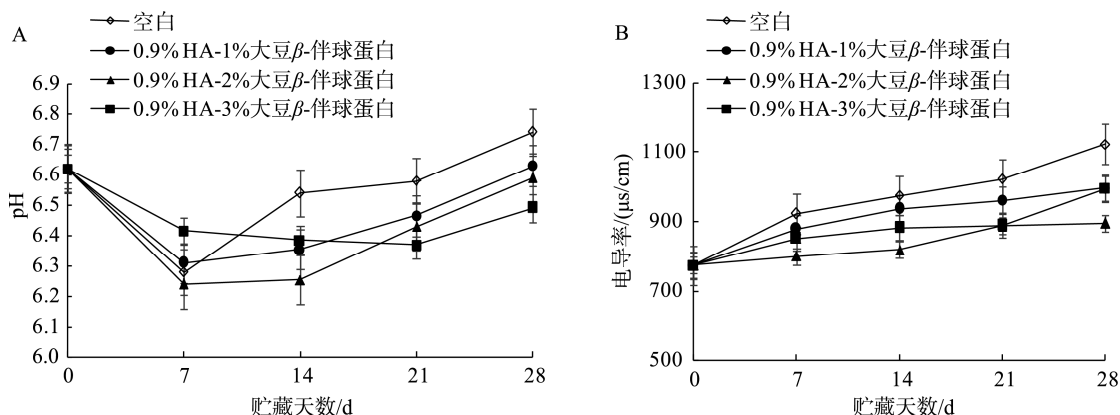 A
空白
0.9% HA-1%大豆β-伴球蛋白
0.9% HA-2%大豆β-伴球蛋白
0.9% HA-3%大豆β-伴球蛋白
6.9
6.8
6.7
6.6
6.5
6.4
6.3
6.2
6.1
6.0
pH
0 7 14 21 28
贮藏天数/d
B
空白
0.9% HA-1%大豆β-伴球蛋白
0.9% HA-2%大豆β-伴球蛋白
0.9% HA-3%大豆β-伴球蛋白
1300
1100
900
700
500
电导率/(μs/cm)
0 7 14 21 28
贮藏天数/d